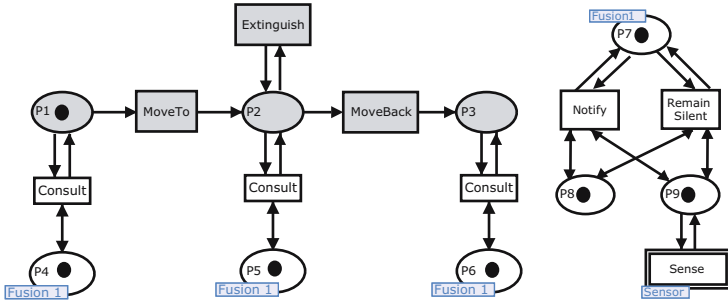 Extinguish
P1
MoveTo
P2
MoveBack
P3
Consult
Consult
Consult
P4
Fusion 1
P5
Fusion 1
P6
Fusion 1
Fusion1
P7
Notify
Remain
Silent
P8
P9
Sense
Sensor